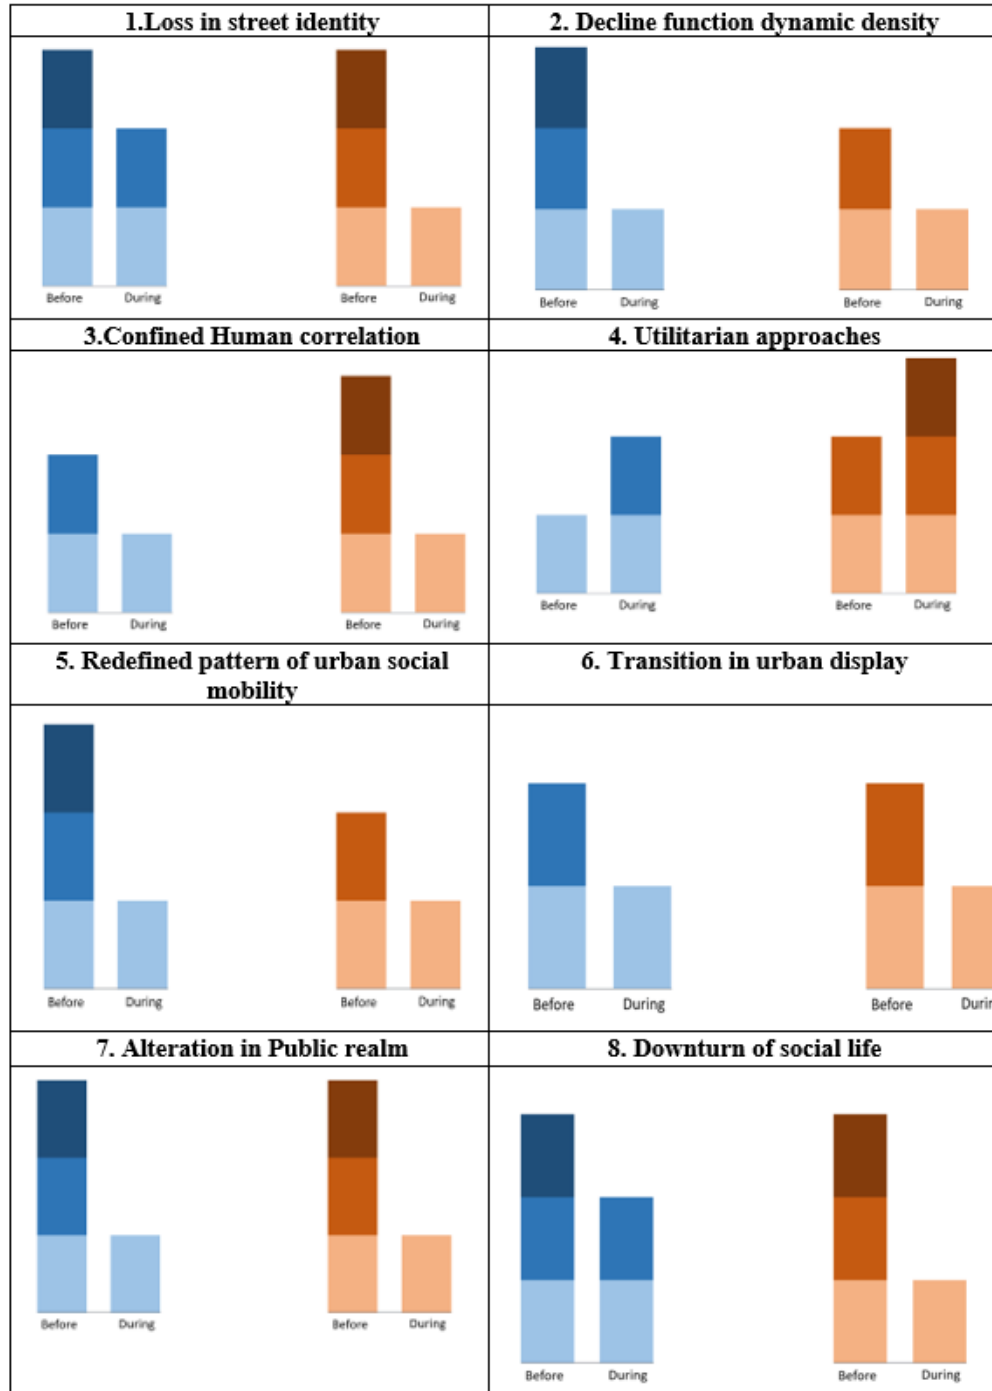 1.Loss in street identity
2. Decline function dynamic density
Before During Before During
Before During Before During
3.Confined Human correlation
4. Utilitarian approaches
Before During Before During
Before During Before During
5. Redefined pattern of urban social
mobility
6. Transition in urban display
Before During Before During
Before During Before Durin
7. Alteration in Public realm
8. Downturn of social life
Before During Before During
Before During Before During